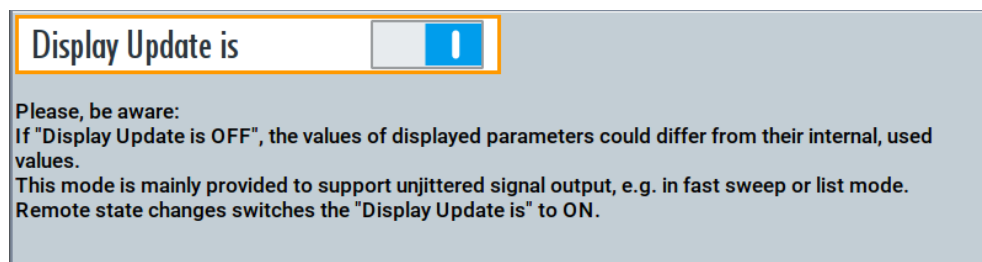 Display Update is
Please, be aware:
If "Display Update is OFF", the values of displayed parameters could differ from their internal, used
values.
This mode is mainly provided to support unjittered signal output, e.g. in fast sweep or list mode.
Remote state changes switches the "Display Update is" to ON.